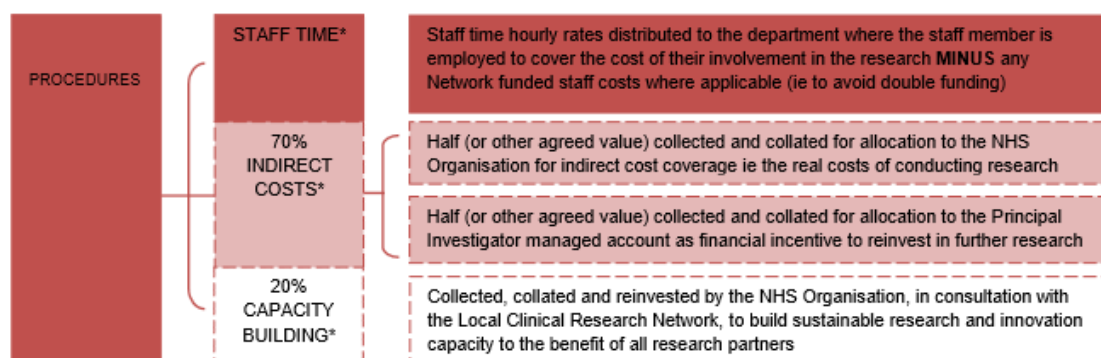 PROCEDURES
STAFF TIME*
Staff time hourly rates distributed to the department where the staff member is
employed to cover the cost of their involvement in the research MINUS any
Network funded staff costs where applicable (ie to avoid double funding)
70%
INDIRECT
COSTS*
Half (or other agreed value) collected and collated for allocation to the NHS
Organisation for indirect cost coverage ie the real costs of conducting research
Half (or other agreed value) collected and collated for allocation to the Principal
Investigator managed account as financial incentive to reinvest in further research
20%
CAPACITY
BUILDING*
Collected, collated and reinvested by the NHS Organisation, in consultation with
the Local Clinical Research Network, to build sustainable research and innovation
capacity to the benefit of all research partners